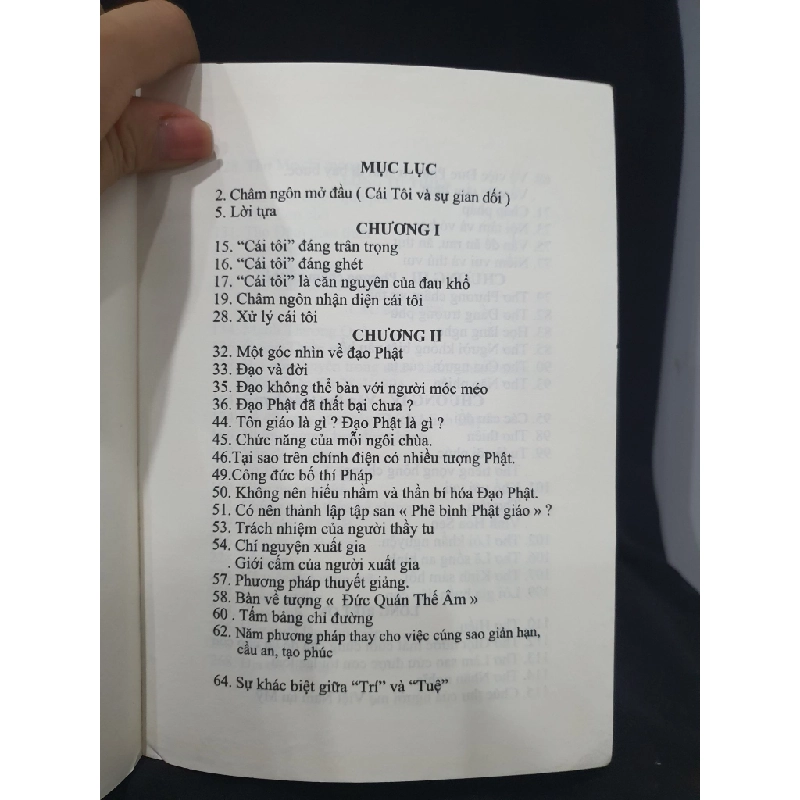 MỤC LỤC
2. Châm ngôn mở đầu ( Cái Tôi và sự gian dối )
5. Lời tựa
CHƯƠNG I
15. “Cái tôi” đáng trân trọng
16. “Cái tôi” đáng ghét
17. “Cái tôi” là căn nguyên của đau khổ
19. Châm ngôn nhận diện cái tôi
28. Xử lý cái tôi
CHƯƠNG II
32. Một góc nhìn về đạo Phật
33. Đạo và đời
35. Đạo không thể bàn với người móc méo
36. Đạo Phật đã thất bại chưa ?
44. Tôn giáo là gì ? Đạo Phật là gì ?
45. Chức năng của mỗi ngôi chùa.
46.Tại sao trên chính điện có nhiều tượng Phật.
49.Công đức bố thí Pháp
50. Không nên hiểu nhầm và thần bí hóa Đạo Phật.
51. Có nên thành lập tập san « Phê bình Phật giáo » ?
53. Trách nhiệm của người thầy tu
54. Chí nguyện xuất gia
. Giới cấm của người xuất gia
57. Phương pháp thuyết giảng.
58. Bàn về tượng « Đức Quán Thế Âm »
60 . Tấm bảng chỉ đường
62. Năm phương pháp thay cho việc cúng sao giản hạn,
cầu an, tạo phúc
64. Sự khác biệt giữa “Trí” và “Tuệ”